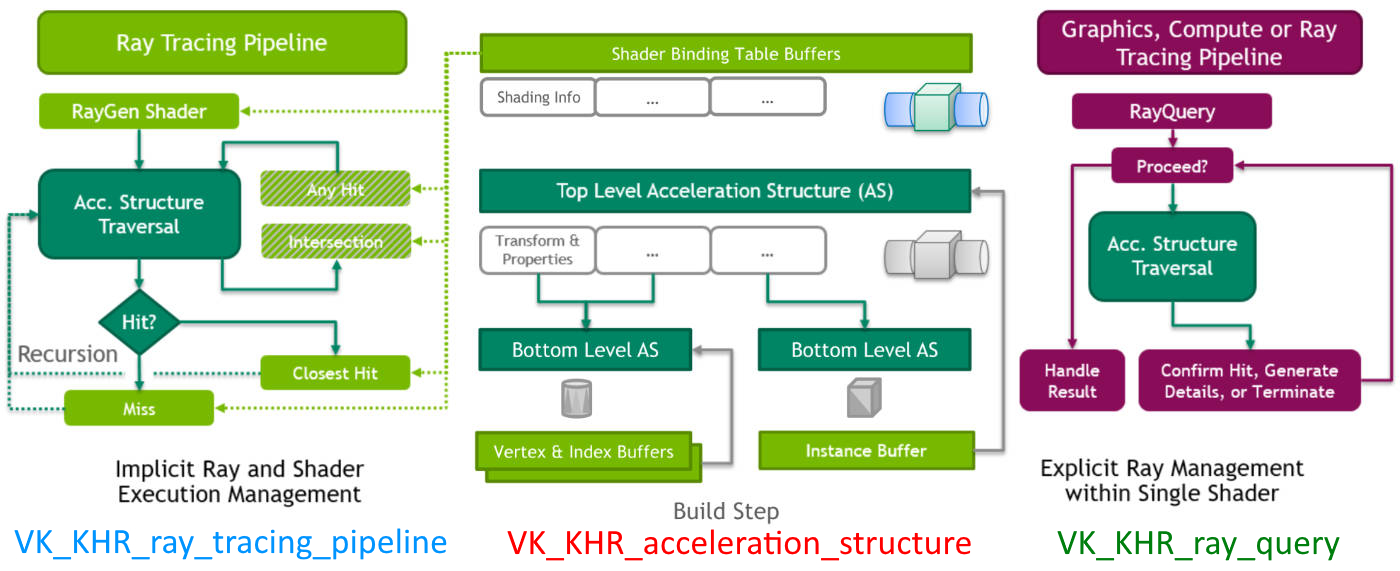 Ray Tracing Pipeline
RayGen Shader
Acc. Structure
Traversal
Any Hit
Intersection
Hit?
Recursion
Closest Hit
Miss
Implicit Ray and Shader
Execution Management
VK_KHR_ray_tracing_pipeline
Shader Binding Table Buffers
Shading Info
...
...
Top Level Acceleration Structure (AS)
Transform &
Properties
...
...
Bottom Level AS
Bottom Level AS
Vertex & Index Buffers
Instance Buffer
Build Step
VK_KHR_acceleration_structure
Graphics, Compute or Ray
Tracing Pipeline
RayQuery
Proceed?
Acc. Structure
Traversal
Handle
Result
Confirm Hit, Generate
Details, or Terminate
Explicit Ray Management
within Single Shader
VK_KHR_ray_query